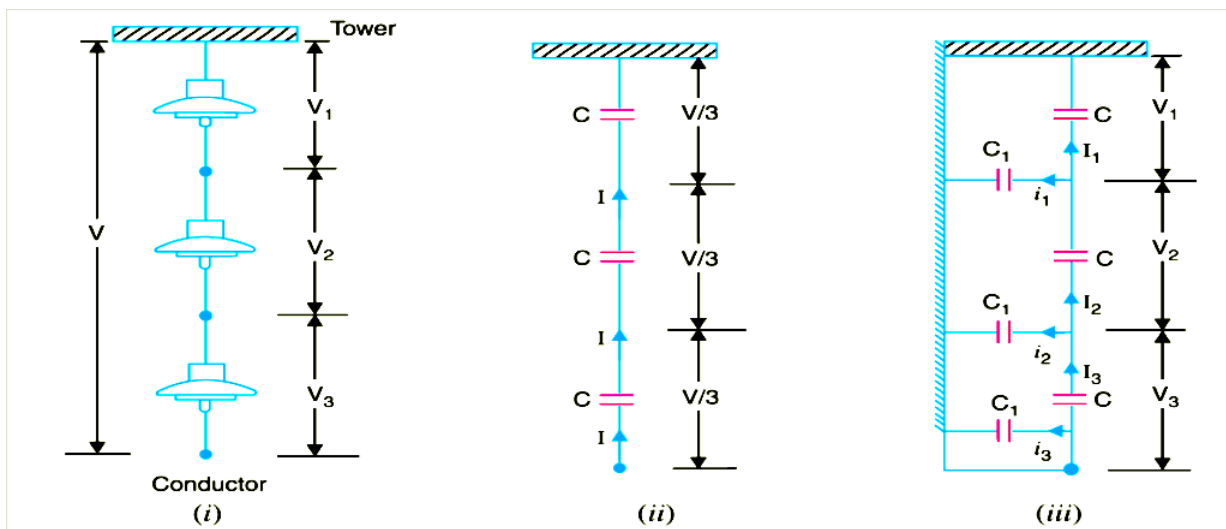 Tower
V
V1
V2
V3
Conductor
(i)
C
V/3
I
C
V/3
I
C
V/3
I
(ii)
C
V1
I1
C1
i1
C
V2
I2
C1
i2
I3
C
V3
C1
i3
(iii)